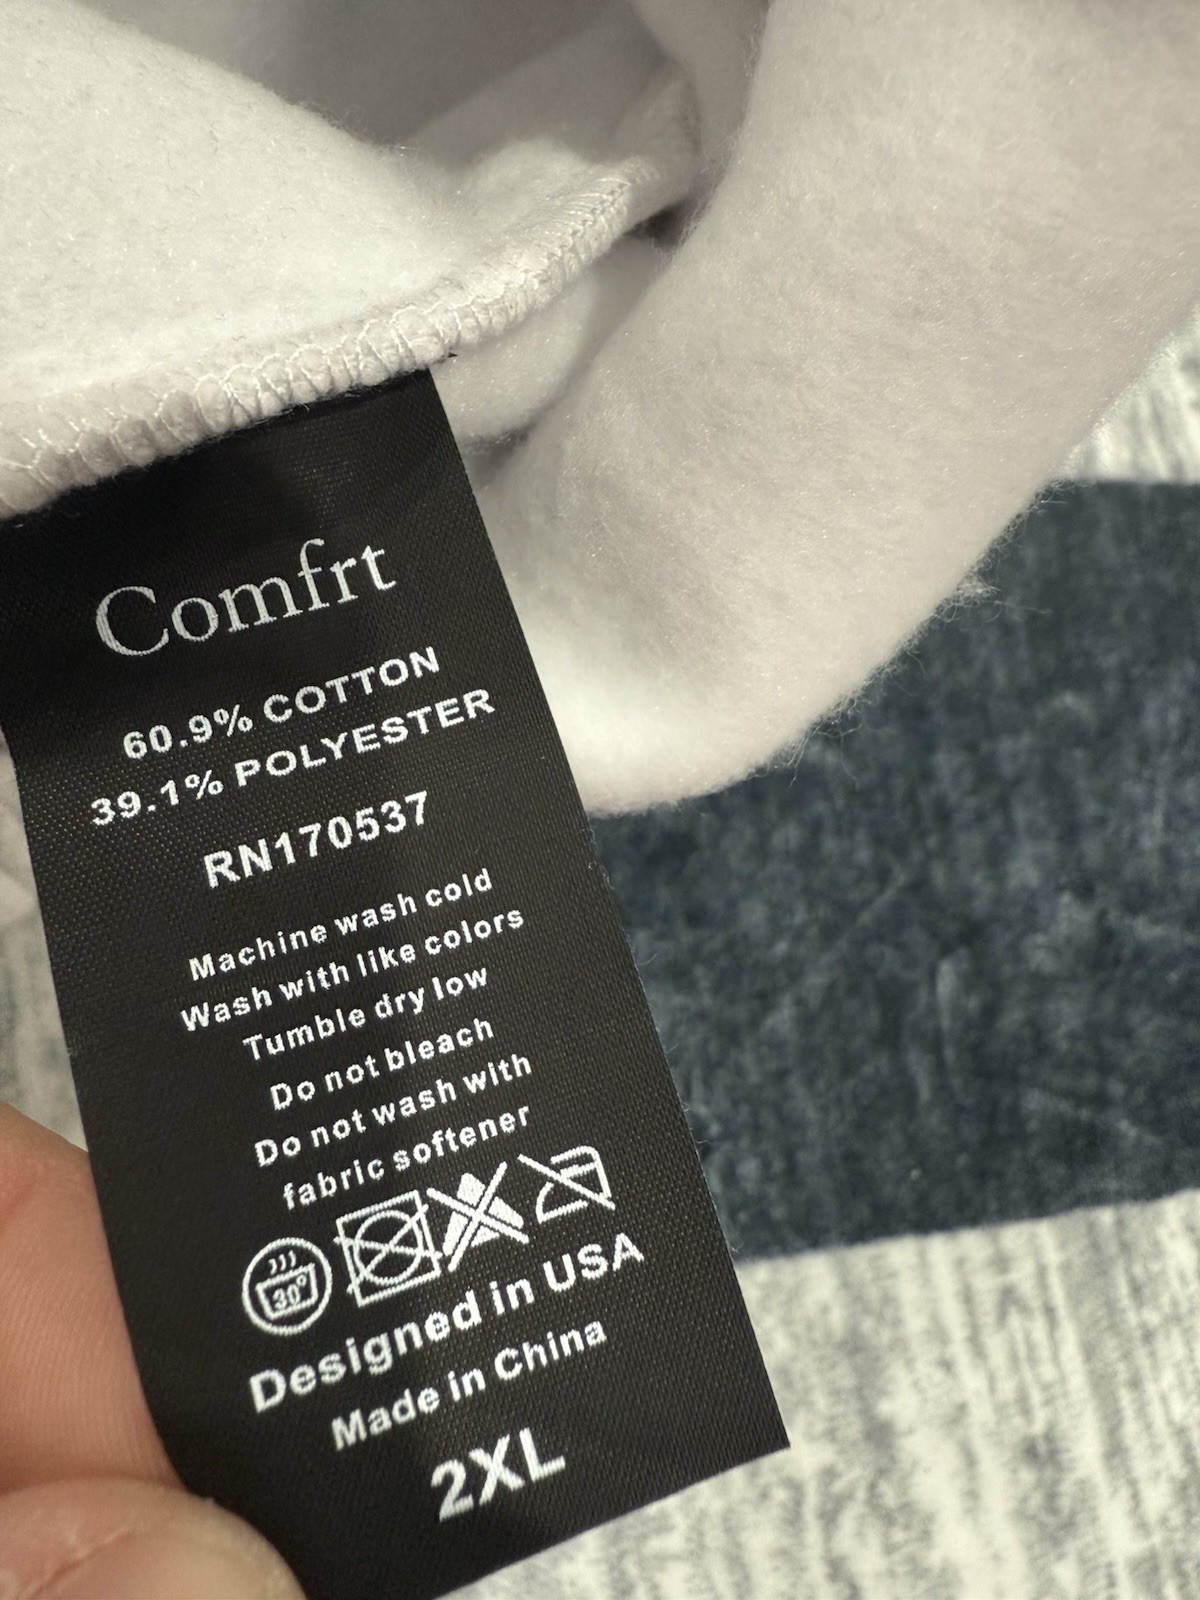 Comfrt
60.9% COTTON
39.1% POLYESTER
RN170537
Machine wash cold
Wash with like colors
Tumble dry low
Do not bleach
Do not wash with
fabric softener
30°
Designed in USA
Made in China
2XL